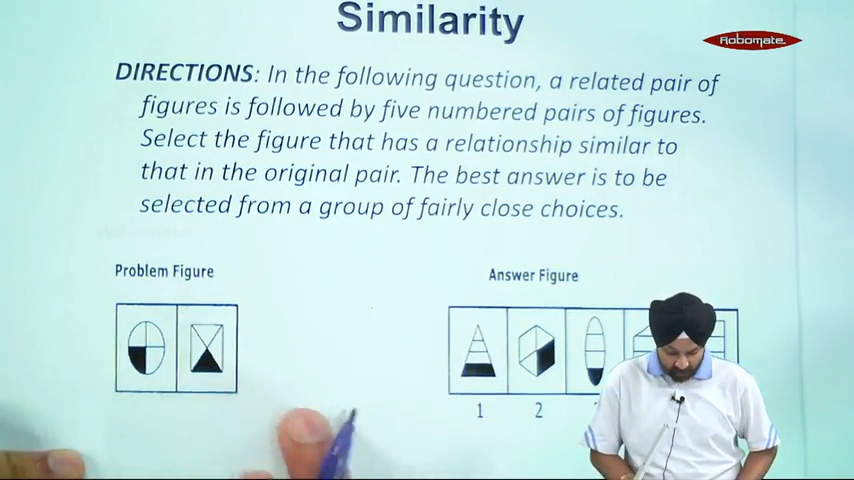 Similarity
Robomate
DIRECTIONS: In the following question, a related pair of
figures is followed by five numbered pairs of figures.
Select the figure that has a relationship similar to
that in the original pair. The best answer is to be
selected from a group of fairly close choices.
Problem Figure
Answer Figure
1 2